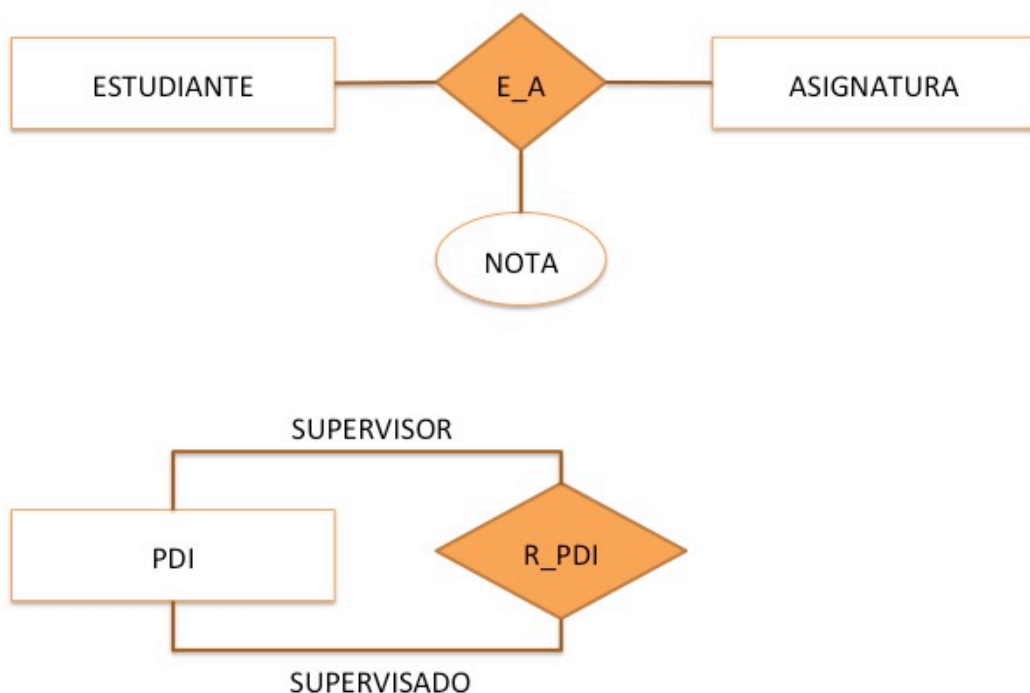 ESTUDIANTE
E_A
ASIGNATURA
NOTA
SUPERVISOR
PDI
R_PDI
SUPERVISADO